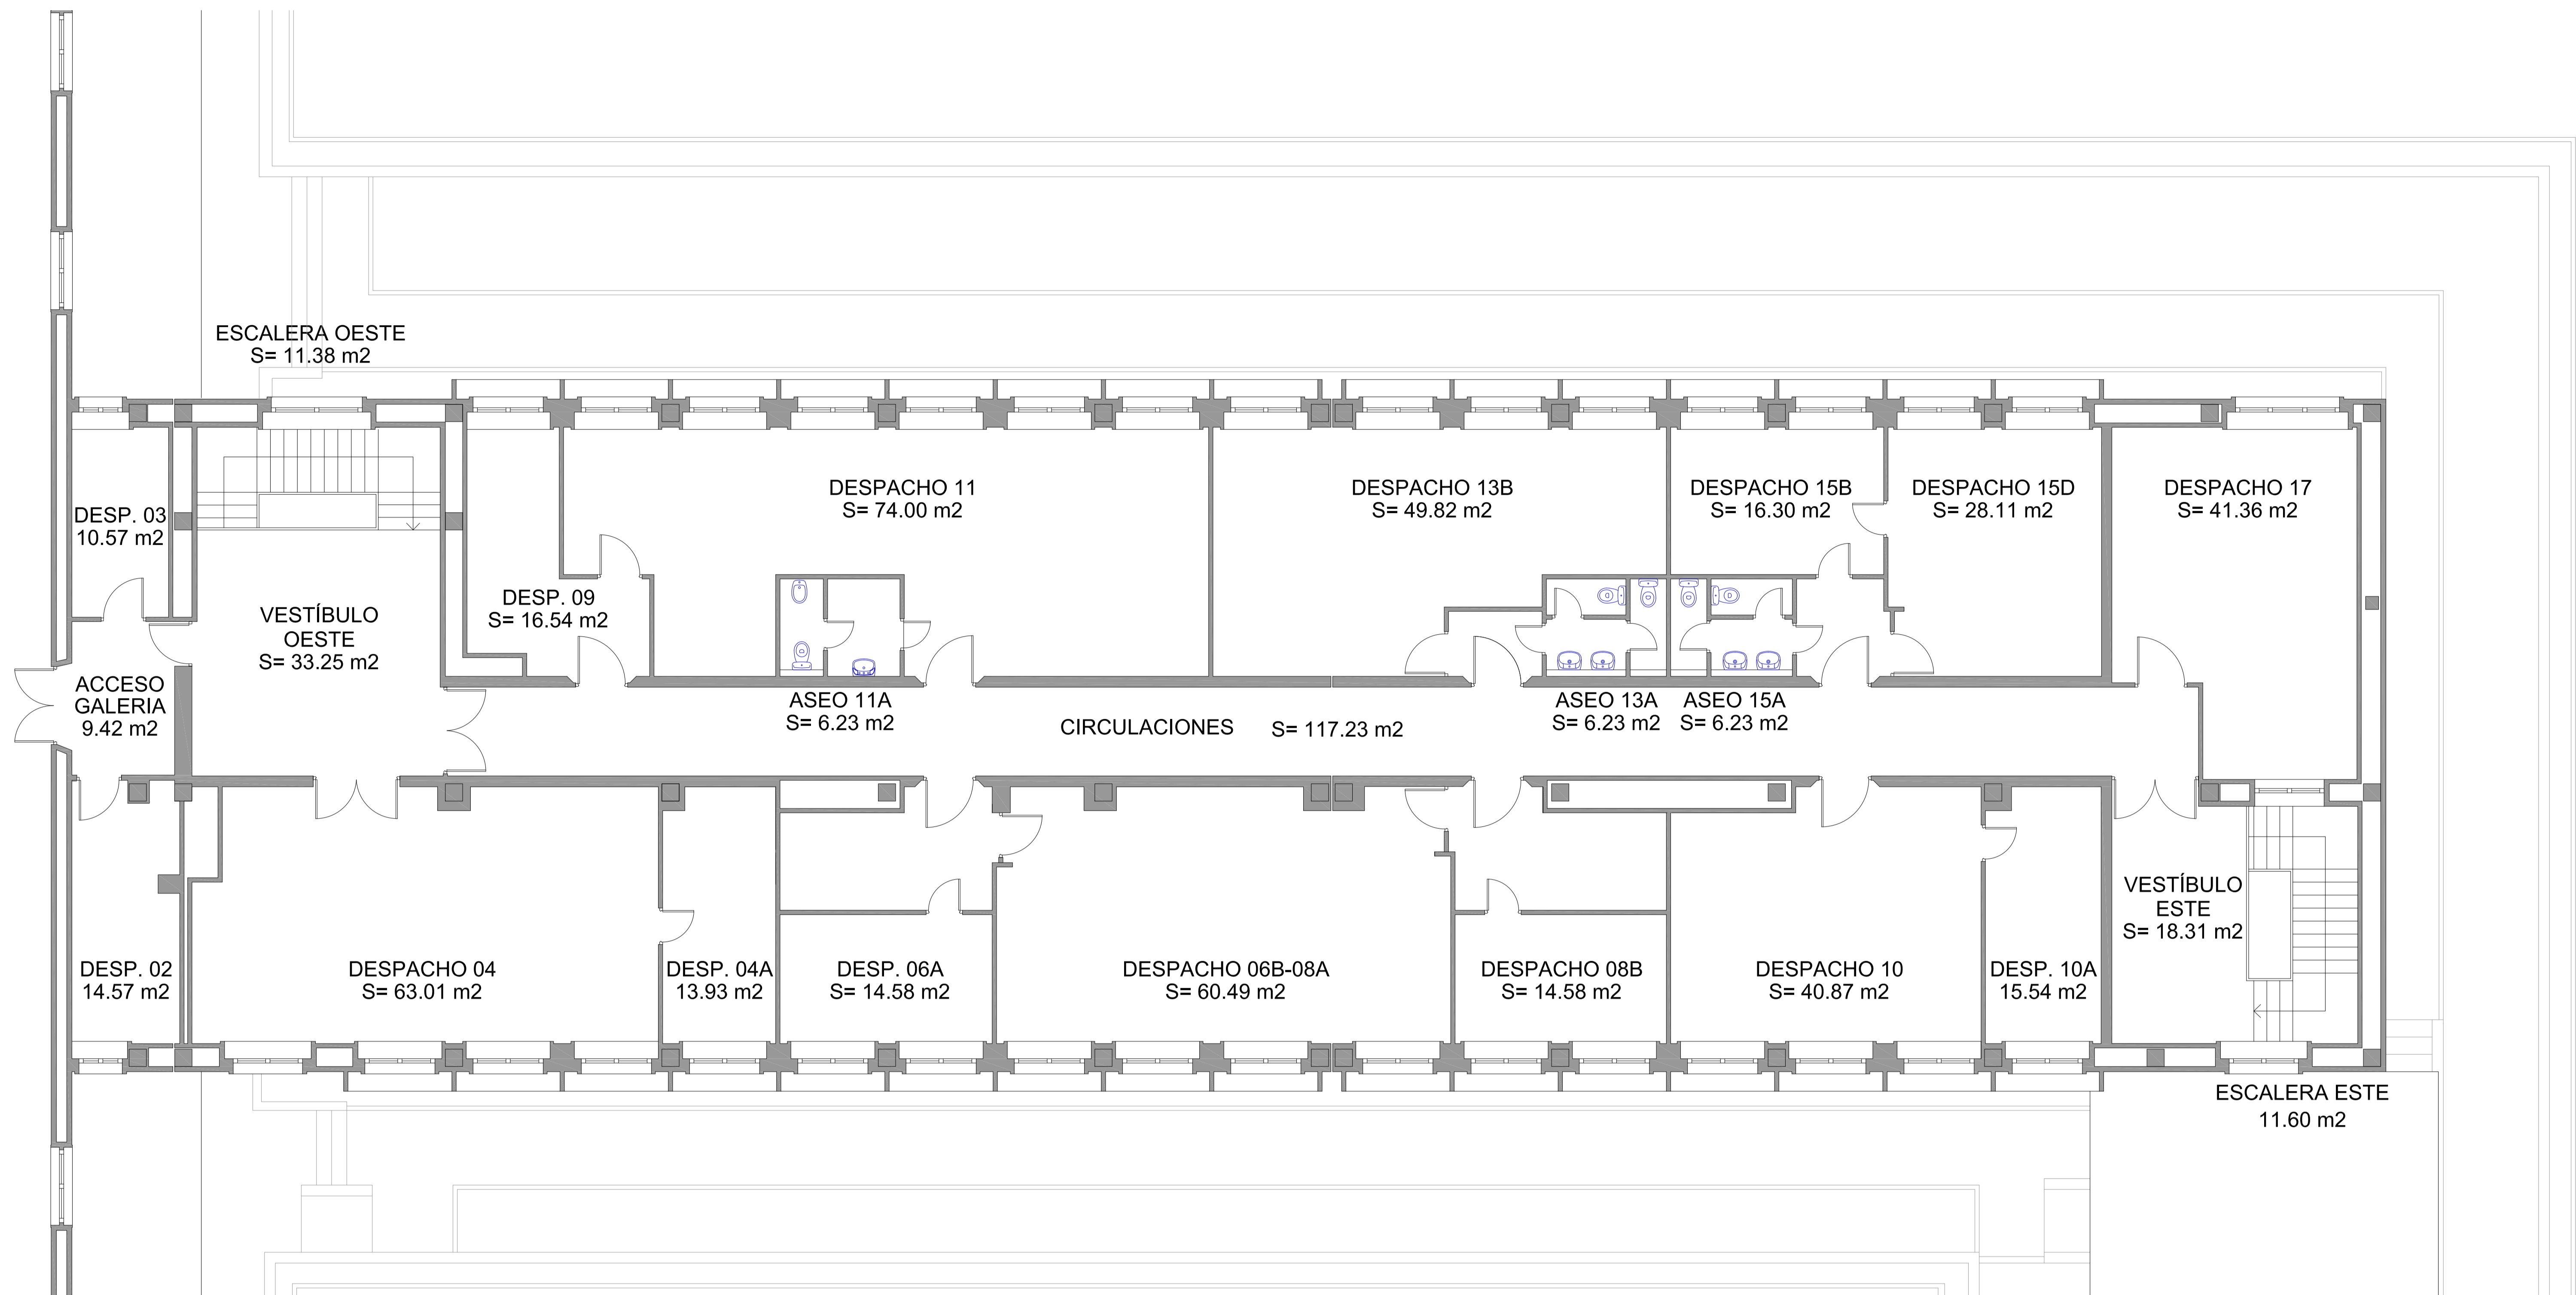 ESCALERA OESTE
S= 11.38 m2
DESP. 03
10.57 m2
VESTÍBULO
OESTE
S= 33.25 m2
ACCESO
GALERIA
9.42 m2
DESP. 09
S= 16.54 m2
DESPACHO 11
S= 74.00 m2
DESPACHO 13B
S= 49.82 m2
DESPACHO 15B
S= 16.30 m2
DESPACHO 15D
S= 28.11 m2
DESPACHO 17
S= 41.36 m2
ASEO 11A
S= 6.23 m2
CIRCULACIONES S= 117.23 m2
ASEO 13A
S= 6.23 m2
ASEO 15A
S= 6.23 m2
DESP. 02
14.57 m2
DESPACHO 04
S= 63.01 m2
DESP. 04A
13.93 m2
DESP. 06A
S= 14.58 m2
DESPACHO 06B-08A
S= 60.49 m2
DESPACHO 08B
S= 14.58 m2
DESPACHO 10
S= 40.87 m2
DESP. 10A
15.54 m2
VESTÍBULO
ESTE
S= 18.31 m2
ESCALERA ESTE
11.60 m2